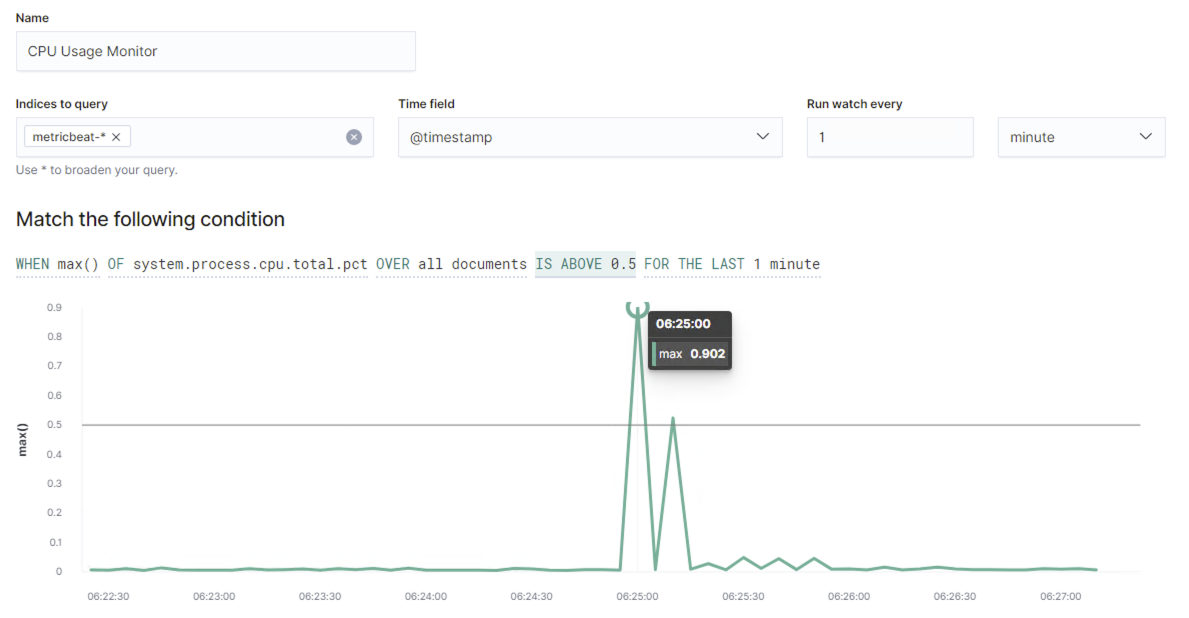 Name
CPU Usage Monitor
Indices to query
Time field
Run watch every
metricbeat-* ×
@timestamp
1
minute
Use * to broaden your query.
Match the following condition
WHEN max() OF system.process.cpu.total.pct OVER all documents IS ABOVE 0.5 FOR THE LAST 1 minute
0.9
0.8
0.7
0.6
0.5
0.4
0.3
0.2
0.1
0
max()
06:25:00
max 0.902
06:22:30 06:23:00 06:23:30 06:24:00 06:24:30 06:25:00 06:25:30 06:26:00 06:26:30 06:27:00